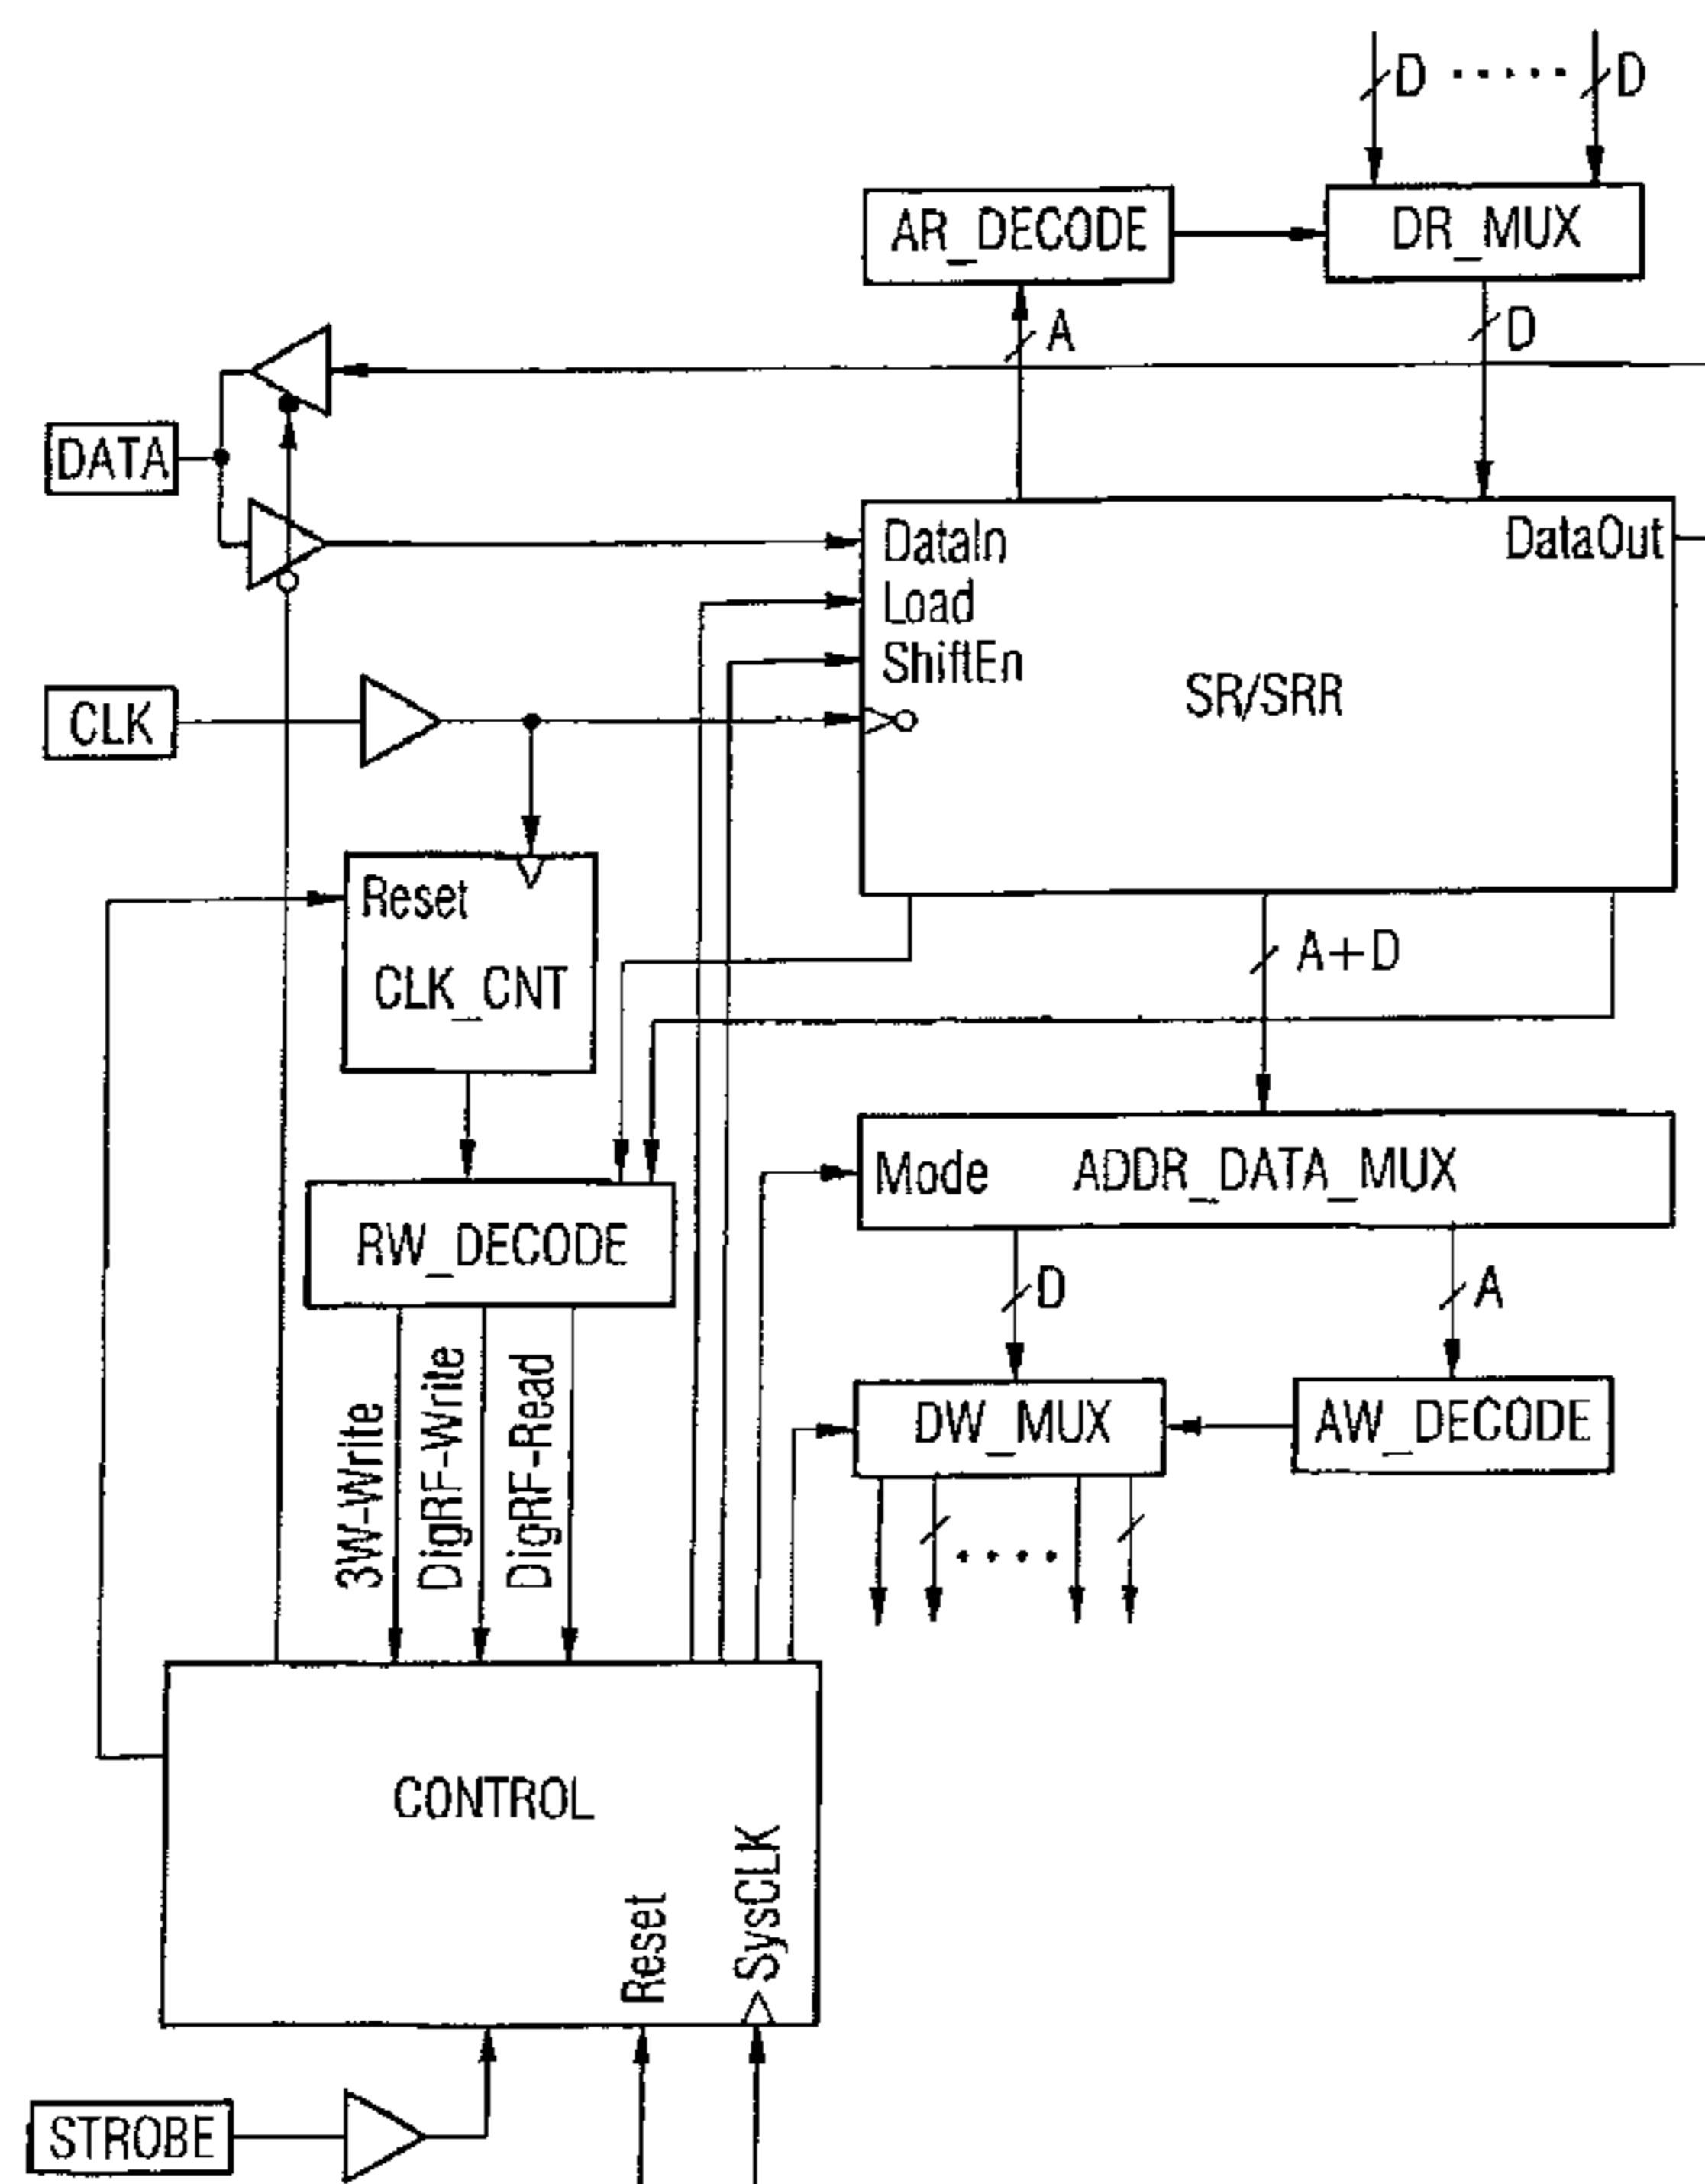 D ..... D
AR_DECODE
DR_MUX
A
D
DATA
DataIn
DataOut
Load
ShiftEn
CLK
SR/SRR
Reset
CLK_CNT
A+D
Mode
ADDR_DATA_MUX
RW_DECODE
D
A
3W-Write
DigRF-Write
DigRF-Read
DW_MUX
AW_DECODE
....
CONTROL
Reset
SysCLK
STROBE